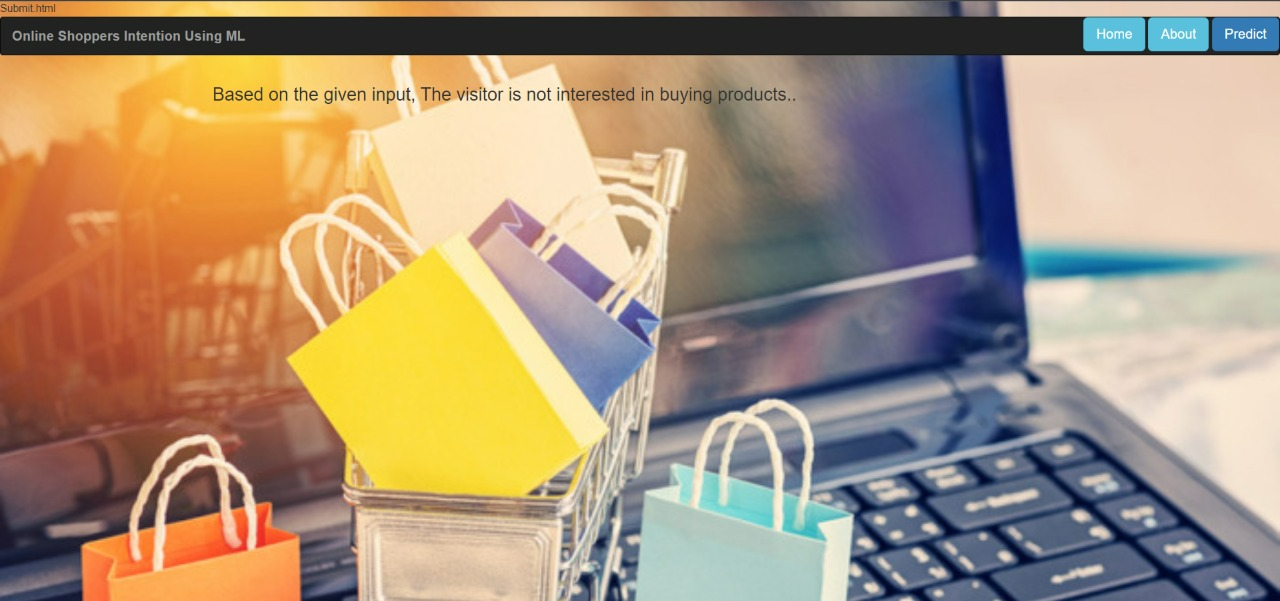 Submit.html
Online Shoppers Intention Using ML
Home
About
Predict
Based on the given input, The visitor is not interested in buying products..